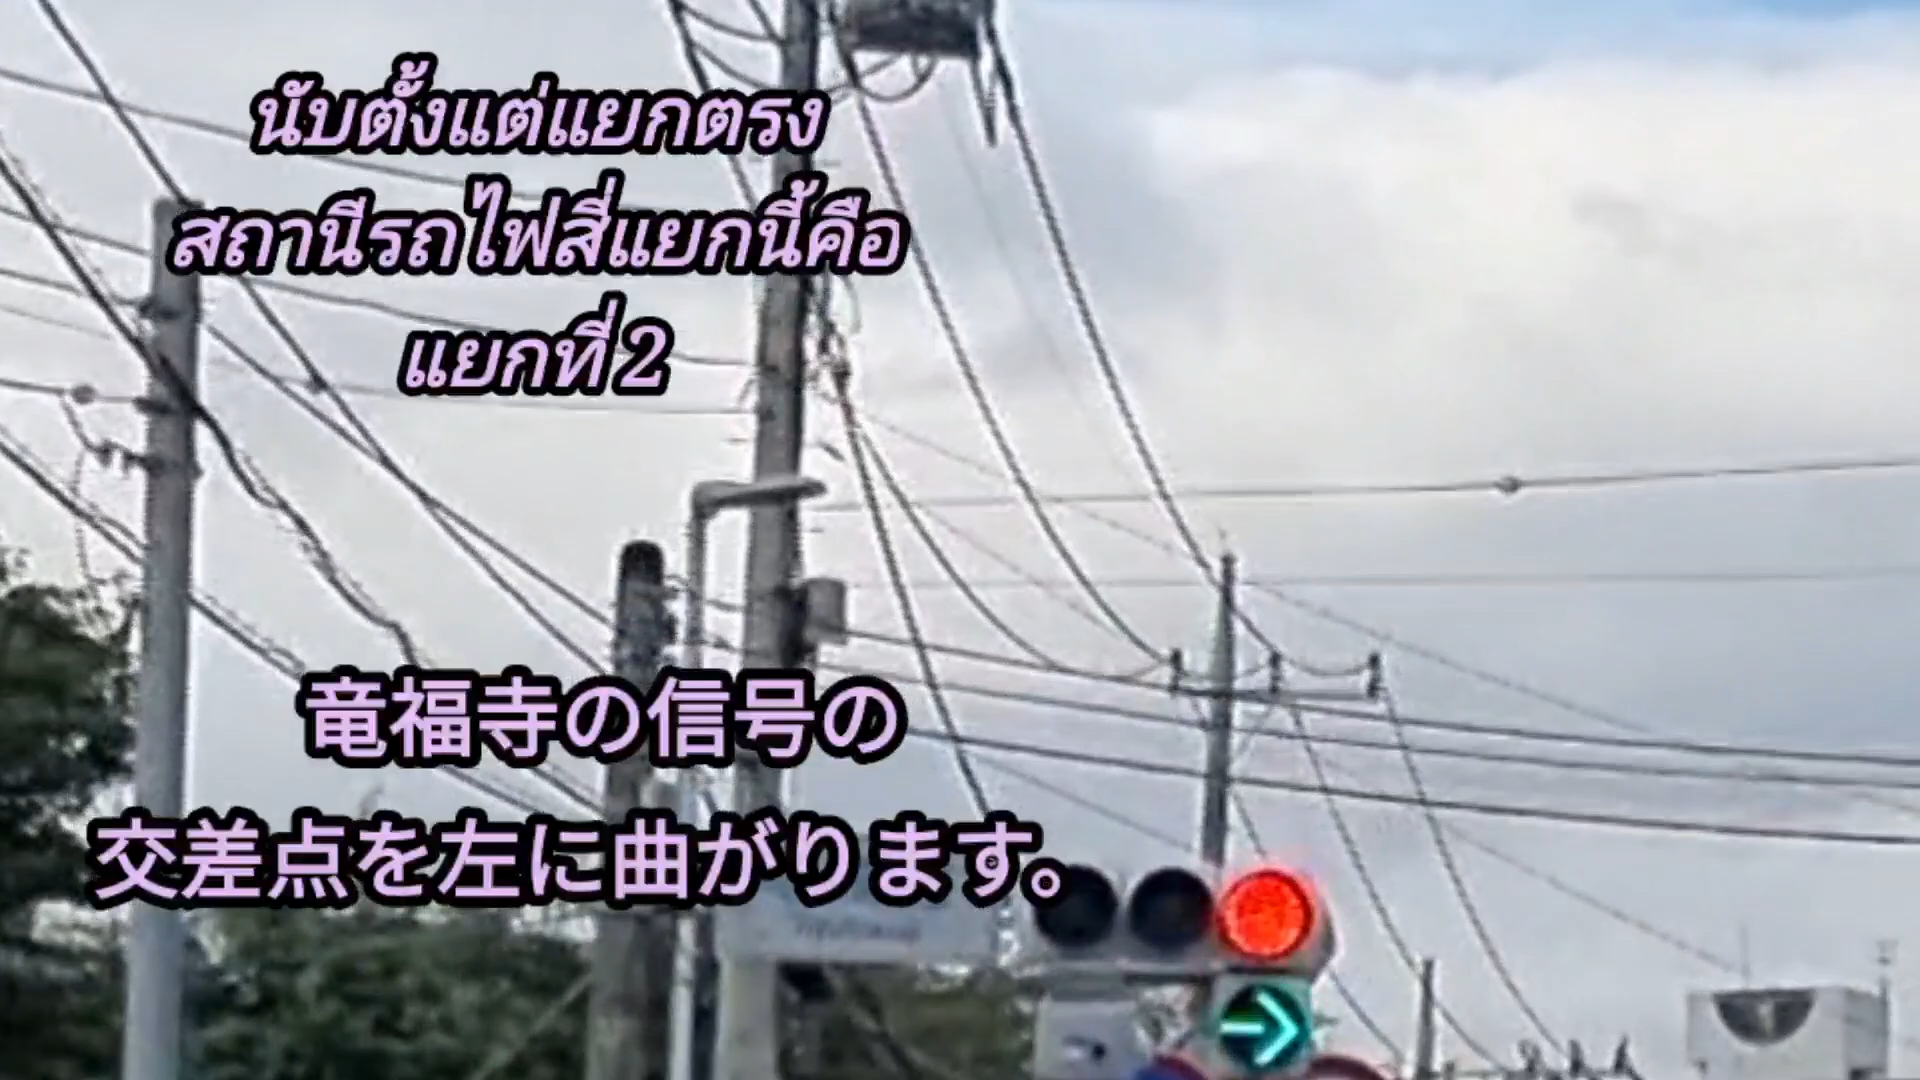 นับตั้งแต่แยกตรง
สถานีรถไฟสี่แยกนี้คือ
แยกที่ 2
竜福寺の信号の
交差点を左に曲がります。